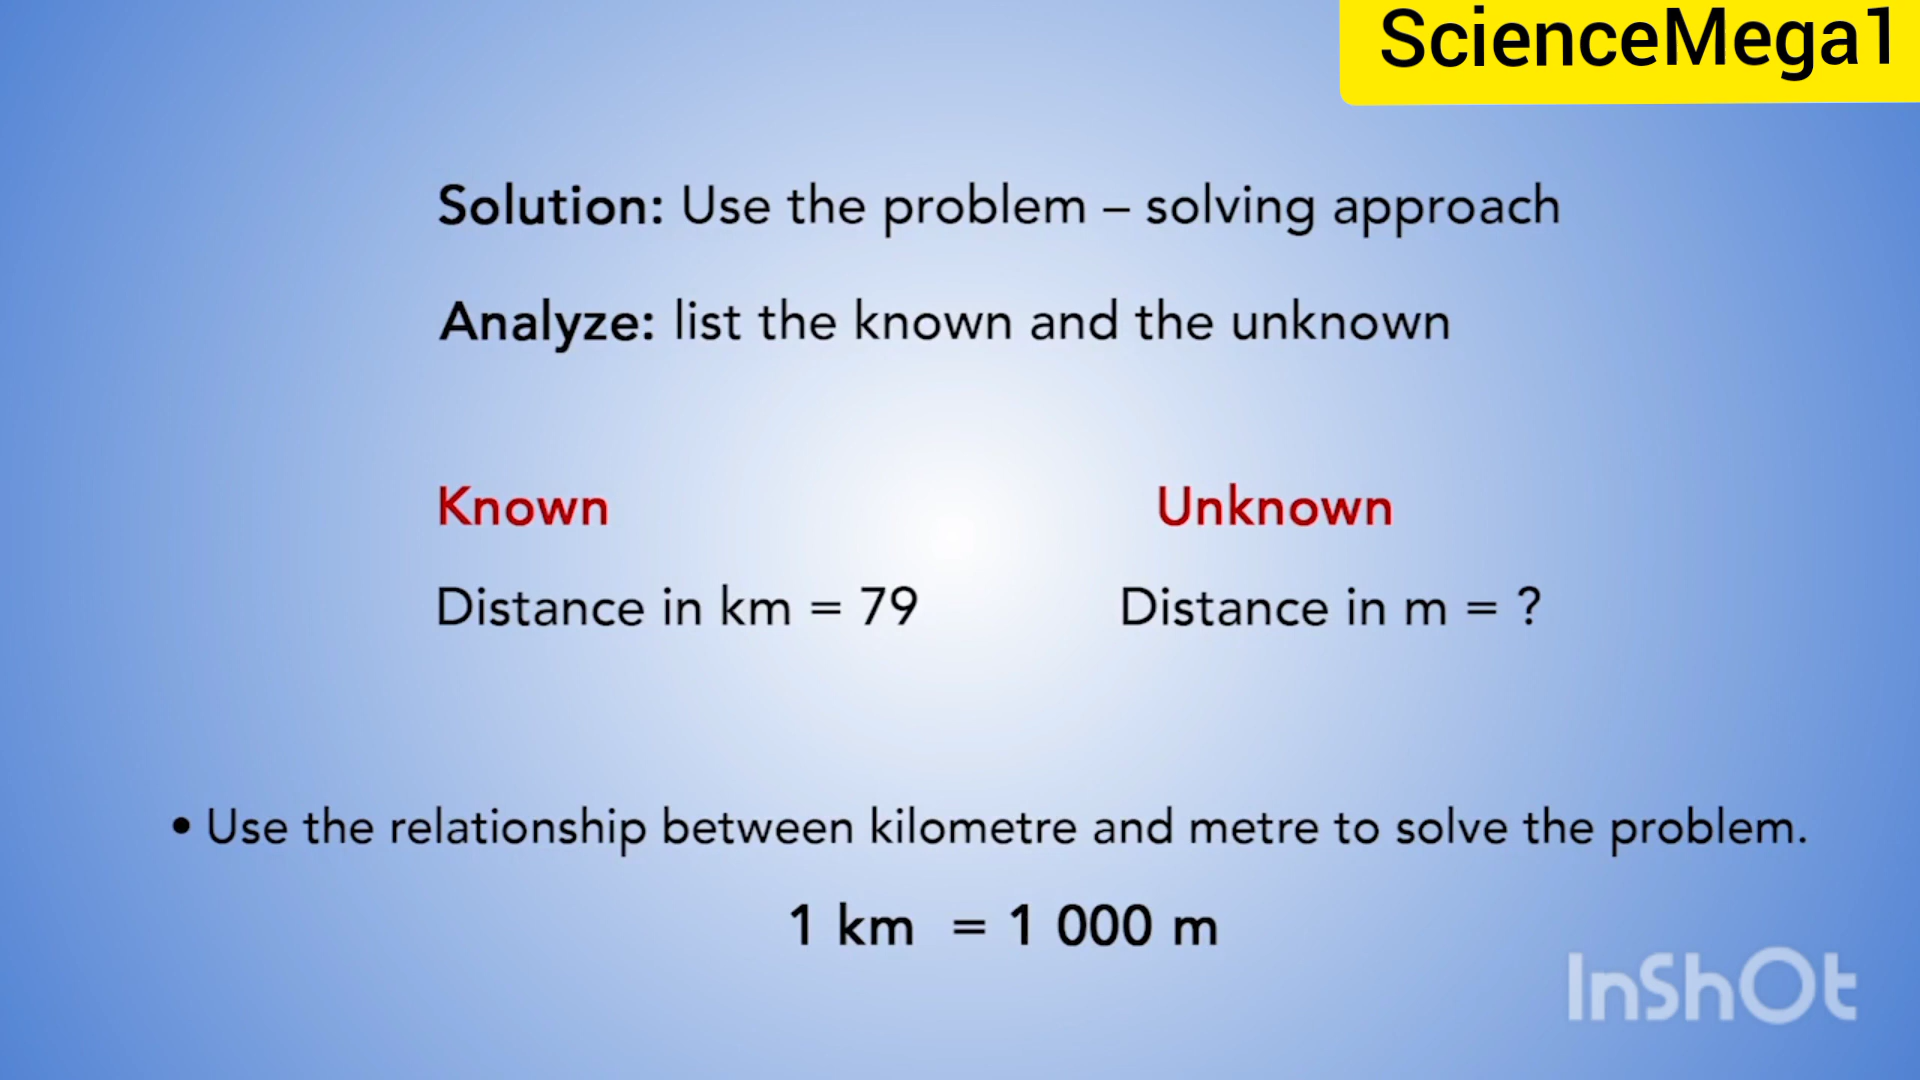 ScienceMega1
Solution: Use the problem – solving approach
Analyze: list the known and the unknown
Known
Unknown
Distance in km = 79
Distance in m = ?
• Use the relationship between kilometre and metre to solve the problem.
1 km = 1 000 m
InShOt